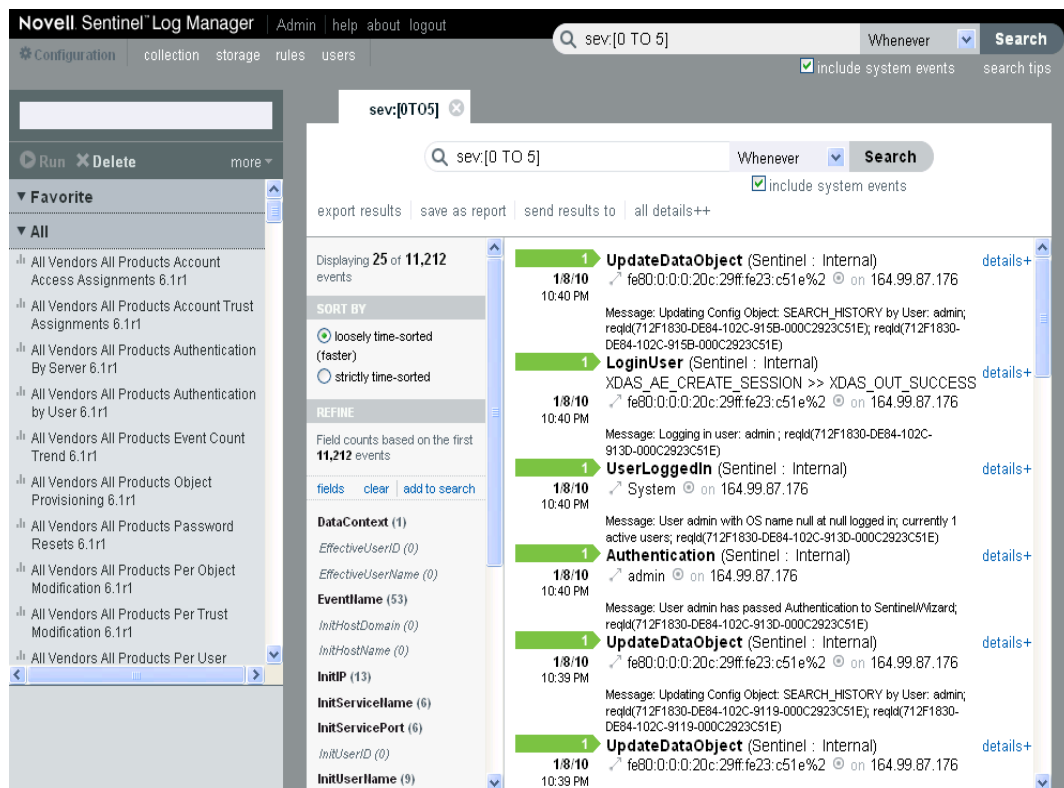 Novell. Sentinel™ Log Manager Admin help about logout
sev:[0 TO 5] Whenever Search
Configuration collection storage rules users
include system events search tips
sev:[0TO5]
Run Delete more
Favorite
All
All Vendors All Products Account
Access Assignments 6.1r1
All Vendors All Products Account Trust
Assignments 6.1r1
All Vendors All Products Authentication
By Server 6.1r1
All Vendors All Products Authentication
by User 6.1r1
All Vendors All Products Event Count
Trend 6.1r1
All Vendors All Products Object
Provisioning 6.1r1
All Vendors All Products Password
Resets 6.1r1
All Vendors All Products Per Object
Modification 6.1r1
All Vendors All Products Per Trust
Modification 6.1r1
All Vendors All Products Per User
sev:[0 TO 5] Whenever Search
include system events
export results save as report send results to all details++
Displaying 25 of 11,212
events
SORT BY
loosely time-sorted
(faster)
strictly time-sorted
REFINE
Field counts based on the first
11,212 events
fields clear add to search
DataContext (1)
EffectiveUserID (0)
EffectiveUserName (0)
EventName (53)
InitHostDomain (0)
InitHostName (0)
InitIP (13)
InitServiceName (6)
InitServicePort (6)
InitUserID (0)
InitUserName (9)
1 UpdateDataObject (Sentinel : Internal) details+
1/8/10 fe80:0:0:0:20c:29ff:fe23:c51e%2 on 164.99.87.176
10:40 PM
Message: Updating Config Object: SEARCH_HISTORY by User: admin;
reqId(712F1830-DE84-102C-915B-000C2923C51E); reqId(712F1830-
DE84-102C-915B-000C2923C51E)
1 LoginUser (Sentinel : Internal) details+
XDAS_AE_CREATE_SESSION >> XDAS_OUT_SUCCESS
1/8/10 fe80:0:0:0:20c:29ff:fe23:c51e%2 on 164.99.87.176
10:40 PM
Message: Logging in user: admin ; reqId(712F1830-DE84-102C-
913D-000C2923C51E)
1 UserLoggedIn (Sentinel : Internal) details+
1/8/10 System on 164.99.87.176
10:40 PM
Message: User admin with OS name null at null logged in; currently 1
active users; reqId(712F1830-DE84-102C-913D-000C2923C51E)
1 Authentication (Sentinel : Internal) details+
1/8/10 admin on 164.99.87.176
10:40 PM
Message: User admin has passed Authentication to Sentinel/Wizard;
reqId(712F1830-DE84-102C-913D-000C2923C51E)
1 UpdateDataObject (Sentinel : Internal) details+
1/8/10 fe80:0:0:0:20c:29ff:fe23:c51e%2 on 164.99.87.176
10:39 PM
Message: Updating Config Object: SEARCH_HISTORY by User: admin;
reqId(712F1830-DE84-102C-9119-000C2923C51E); reqId(712F1830-
DE84-102C-9119-000C2923C51E)
1 UpdateDataObject (Sentinel : Internal) details+
1/8/10 fe80:0:0:0:20c:29ff:fe23:c51e%2 on 164.99.87.176
10:39 PM